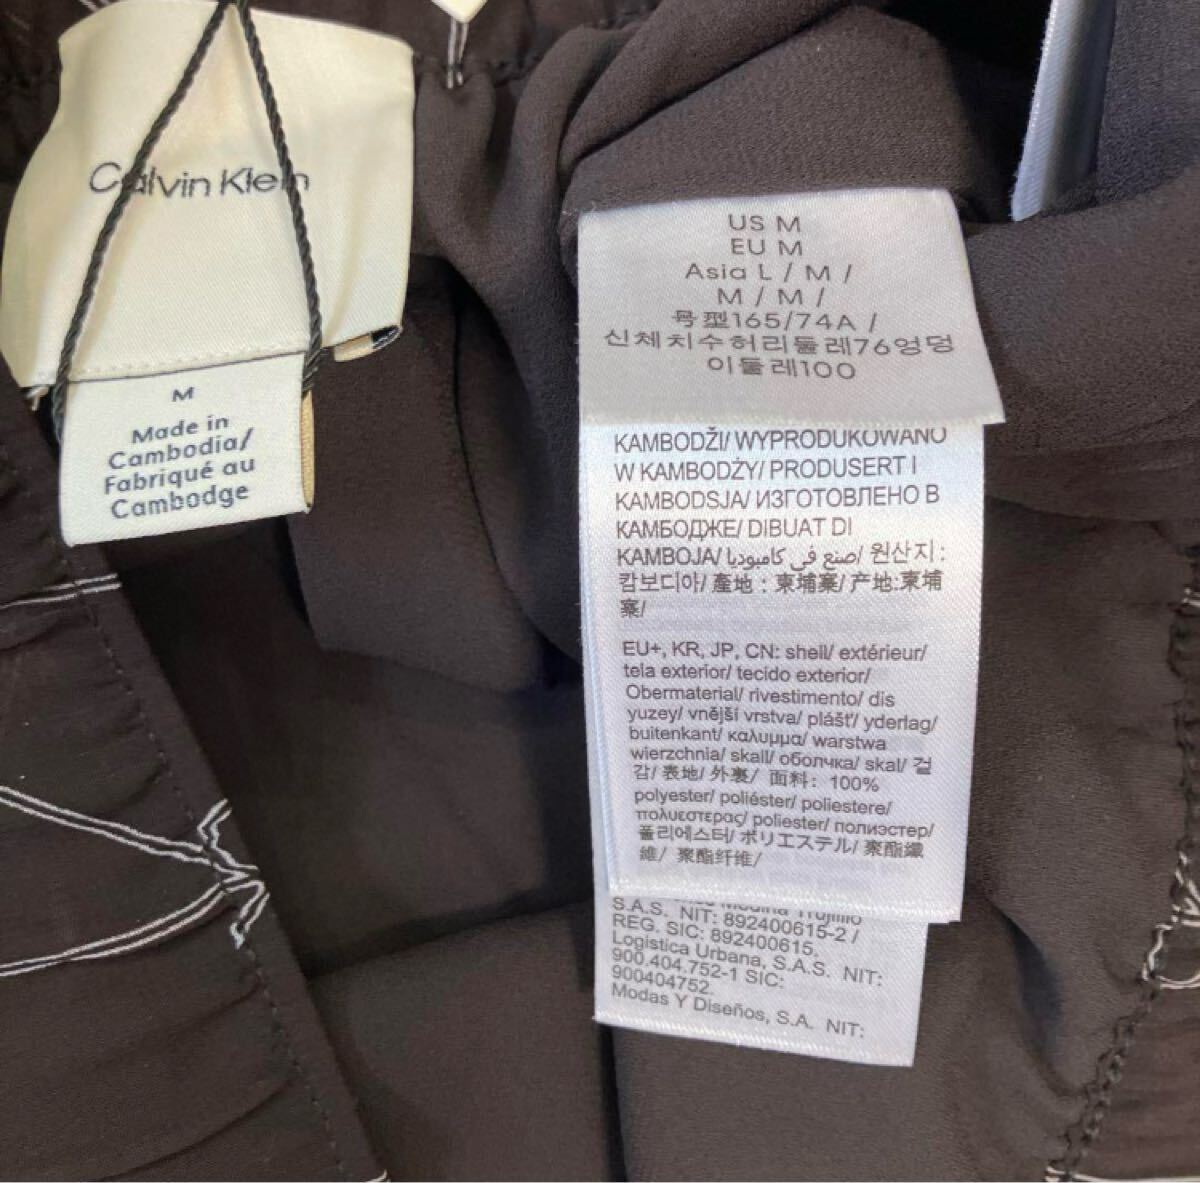 Calvin Klein
M
Made in
Cambodia/
Fabriqué au
Cambodge
US M
EU M
Asia L / M /
M / M /
号型165/74A /
신체치수허리둘레76엉덩
이둘레100
KAMBODŽI/ WYPRODUKOWANO
W KAMBODŻY/ PRODUSERT I
KAMBODSJA/ ИЗГОТОВЛЕНО В
КАМБОДЖЕ/ DIBUAT DI
KAMBOJA/ صنع في كامبوديا/ 원산지 :
캄보디아/ 產地 : 柬埔寨/ 产地:柬埔
寨/
EU+, KR, JP, CN: shell/ extérieur/
tela exterior/ tecido exterior/
Obermaterial/ rivestimento/ dis
yuzey/ vnější vrstva/ plášť/ yderlag/
buitenkant/ καλυμμα/ warstwa
wierzchnia/ skall/ оболчка/ skal/ 겉
감/ 表地/ 外裏/ 面料: 100%
polyester/ poliéster/ poliestere/
πολυεστερας/ poliester/ полиэстер/
폴리에스터/ ポリエステル/ 聚酯纖
維/ 聚酯纤维/
Medina Trujillo
S.A.S. NIT: 892400615-2 /
REG. SIC: 892400615.
Logistica Urbana, S.A.S. NIT:
900.404.752-1 SIC:
900404752.
Modas Y Diseños, S.A. NIT: